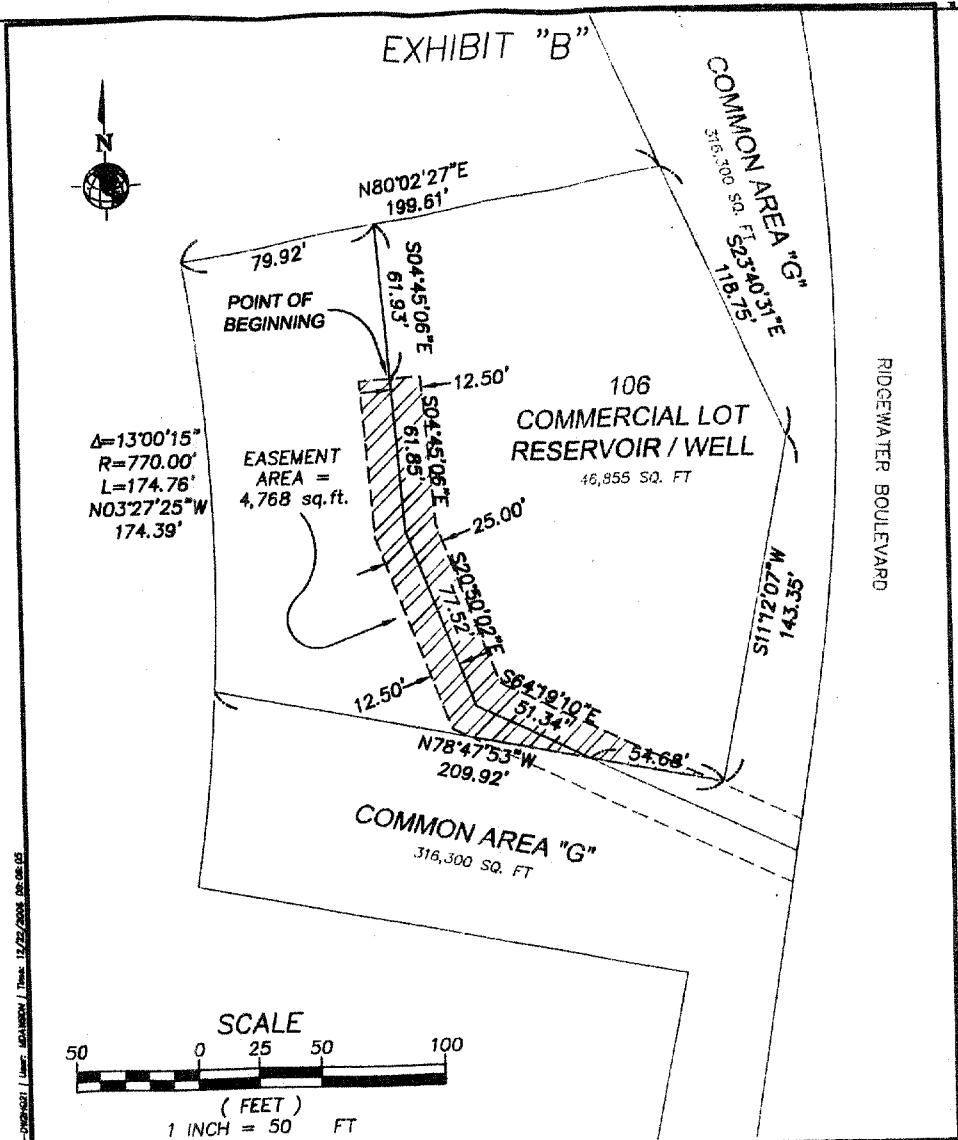 EXHIBIT "B"
N
COMMON AREA "G"
316,300 SQ. FT
S23°40'31"E
118.75'
N80°02'27"E
199.61'
79.92'
S04°45'06"E
61.93'
POINT OF
BEGINNING
12.50'
106
COMMERCIAL LOT
RESERVOIR / WELL
46,855 SQ. FT
RIDGEWATER BOULEVARD
Δ=13°00'15"
R=770.00'
L=174.76'
N03°27'25"W
174.39'
EASEMENT
AREA =
4,768 sq.ft.
S04°45'06"E
61.85'
25.00'
S20°50'02"E
77.52'
S11°12'07"W
143.35'
12.50'
S64°19'10"E
51.34'
54.68'
N78°47'53"W
209.92'
COMMON AREA "G"
316,300 SQ. FT
SCALE
50 0 25 50 100
( FEET )
1 INCH = 50 FT
Time: 12/22/2006